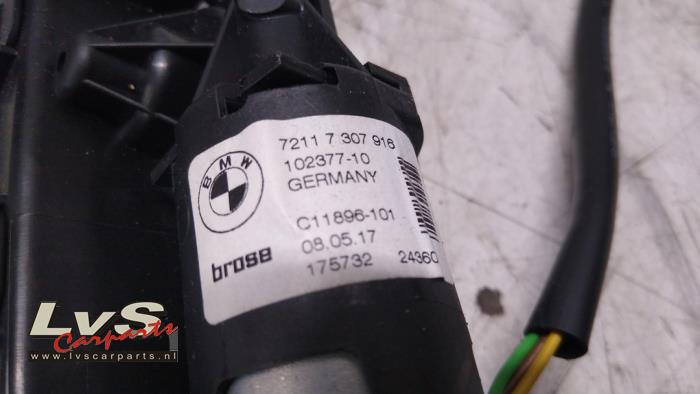 7211 7 307 916
102377-10
GERMANY
BMW
C11896-101
08.05.17
brose
175732 24360
LvS
Carparts
www.lvscarparts.nl